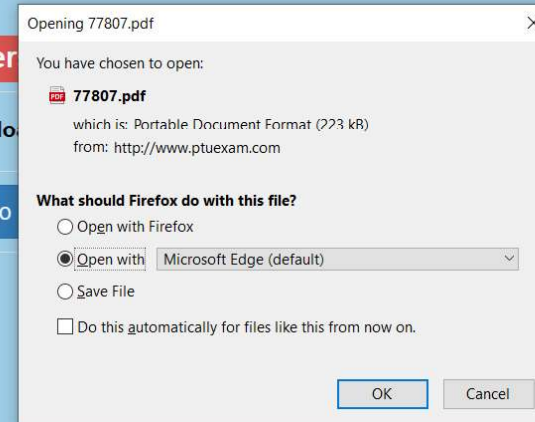 Opening 77807.pdf
You have chosen to open:
PDF 77807.pdf
which is: Portable Document Format (223 kB)
from: http://www.ptuexam.com
What should Firefox do with this file?
Open with Firefox
Open with Microsoft Edge (default)
Save File
Do this automatically for files like this from now on.
OK Cancel